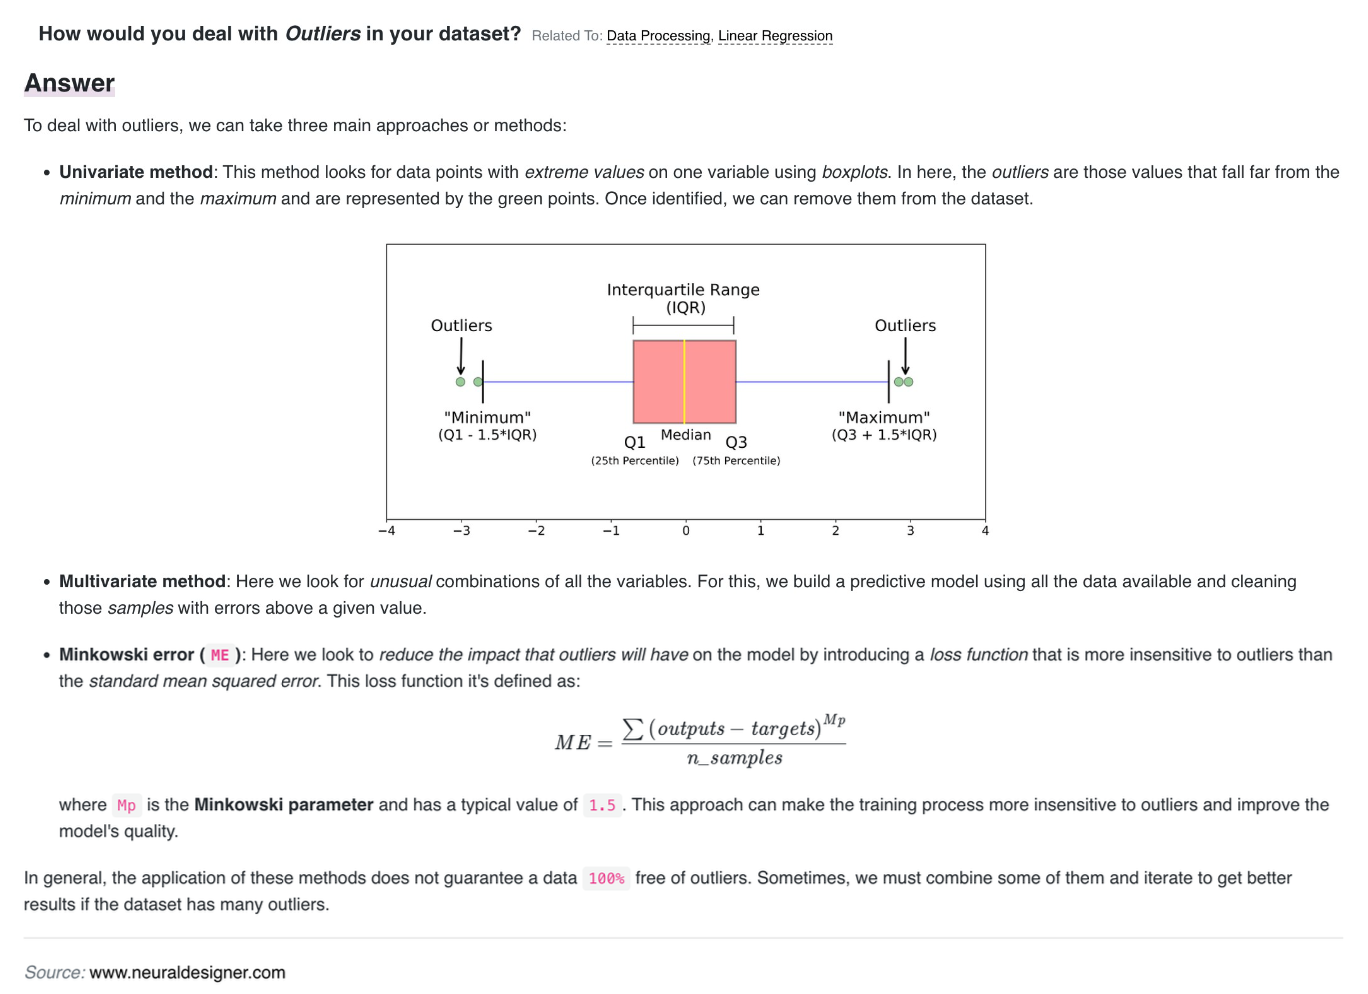 How would you deal with Outliers in your dataset? Related To: Data Processing, Linear Regression
Answer
To deal with outliers, we can take three main approaches or methods:
• Univariate method: This method looks for data points with extreme values on one variable using boxplots. In here, the outliers are those values that fall far from the
minimum and the maximum and are represented by the green points. Once identified, we can remove them from the dataset.
Interquartile Range
(IQR)
Outliers
Outliers
"Minimum"
(Q1 - 1.5*IQR)
"Maximum"
(Q3 + 1.5*IQR)
Q1 Median Q3
(25th Percentile) (75th Percentile)
−4 −3 −2 −1 0 1 2 3 4
• Multivariate method: Here we look for unusual combinations of all the variables. For this, we build a predictive model using all the data available and cleaning
those samples with errors above a given value.
• Minkowski error ( ME ): Here we look to reduce the impact that outliers will have on the model by introducing a loss function that is more insensitive to outliers than
the standard mean squared error. This loss function it's defined as:
ME = ∑ (outputs − targets)^Mp / n_samples
where Mp is the Minkowski parameter and has a typical value of 1.5 . This approach can make the training process more insensitive to outliers and improve the
model's quality.
In general, the application of these methods does not guarantee a data 100% free of outliers. Sometimes, we must combine some of them and iterate to get better
results if the dataset has many outliers.
Source: www.neuraldesigner.com